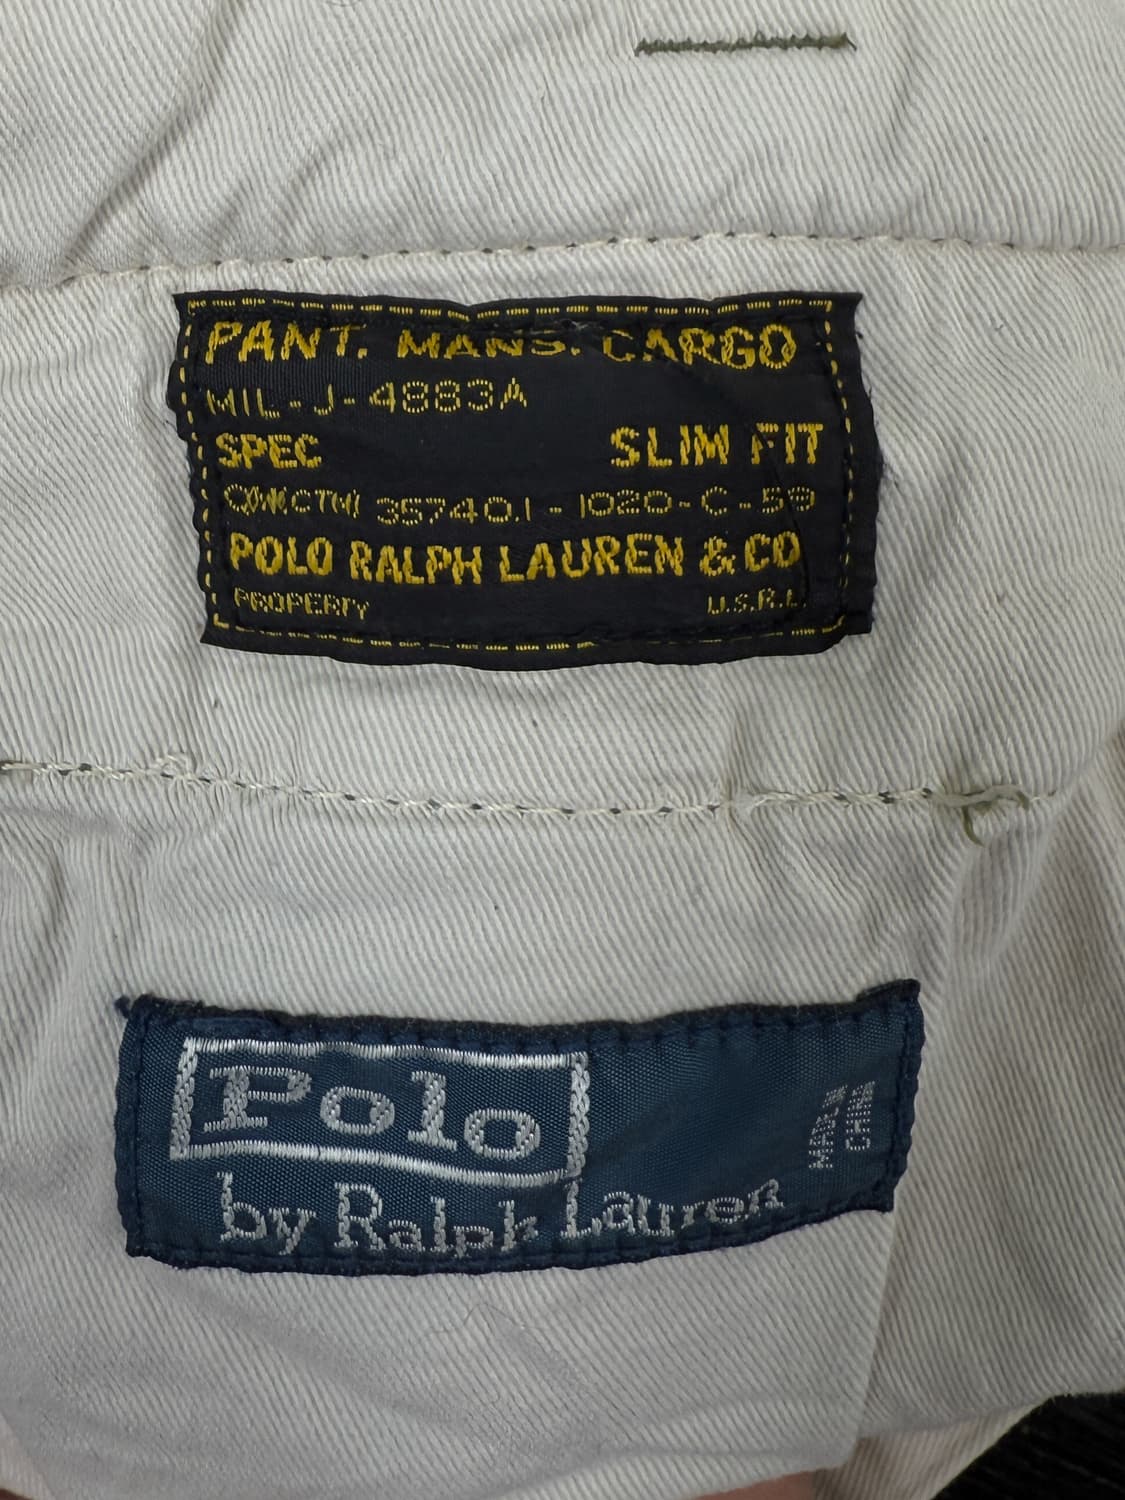 PANT. MANS. CARGO
MIL-J-4883A
SPEC SLIM FIT
35740.1-1020-C-59
POLO RALPH LAUREN & CO
PROPERTY U.S.R.L
Polo
by Ralph Lauren
MADE IN
CHINA